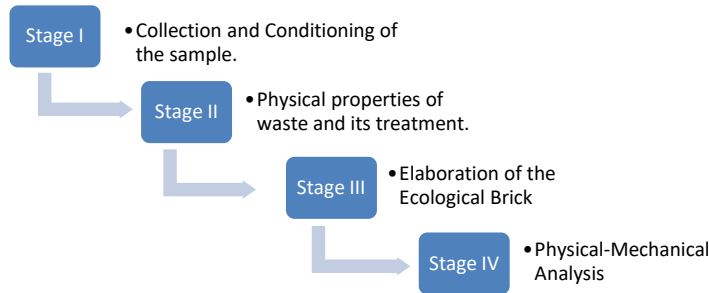 Stage I
•Collection and Conditioning of
the sample.
Stage II
•Physical properties of
waste and its treatment.
Stage III
•Elaboration of the
Ecological Brick
Stage IV
•Physical-Mechanical
Analysis